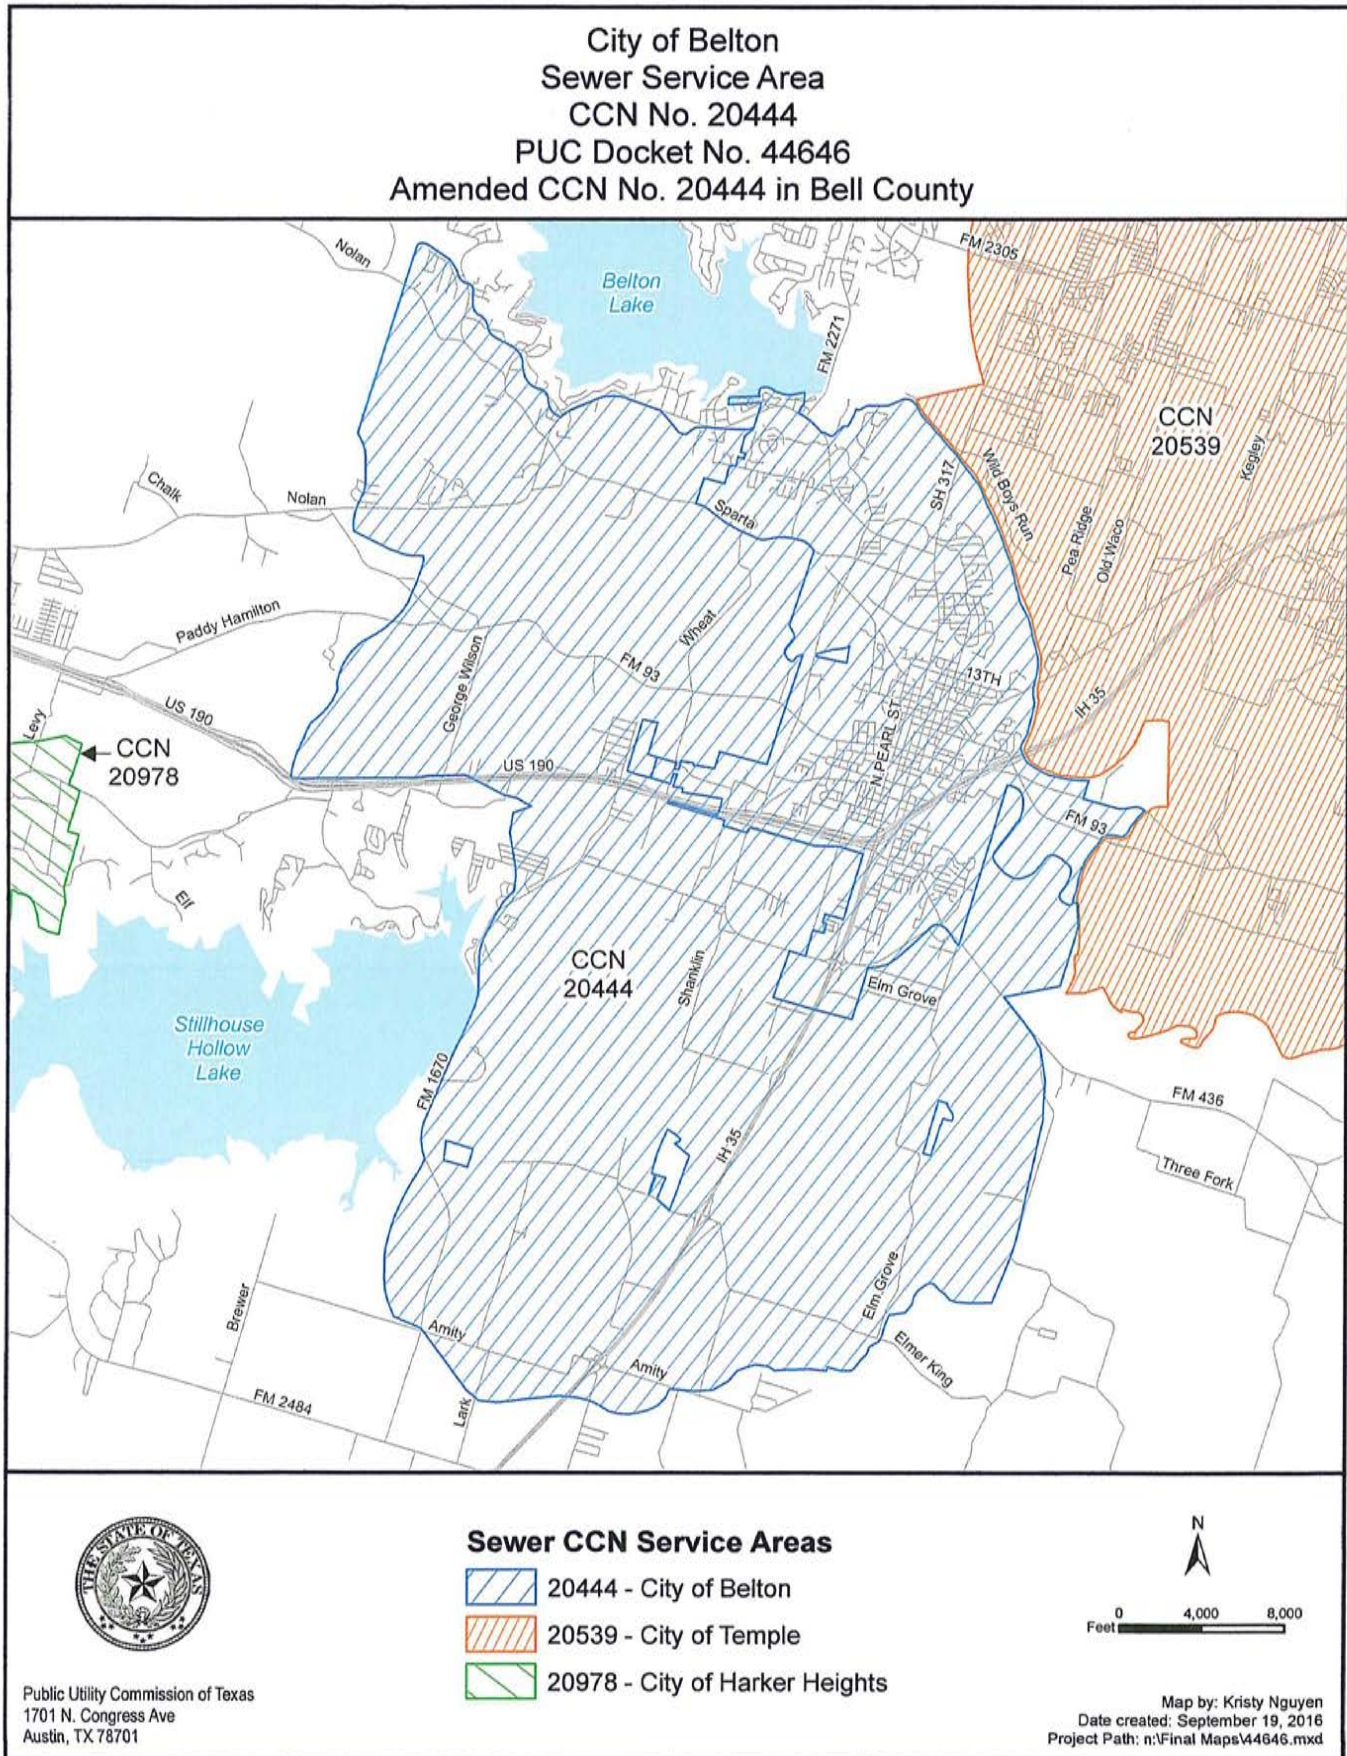 City of Belton
Sewer Service Area
CCN No. 20444
PUC Docket No. 44646
Amended CCN No. 20444 in Bell County
Nolan
Belton
Lake
FM 2305
FM 2271
CCN
20539
Kegley
SH 317
Wild Boys Run
Pea Ridge
Old Waco
Chalk
Nolan
Sparta
Paddy Hamilton
Wheat
George Wilson
FM 93
13TH
IH 35
US 190
Levy
CCN
20978
US 190
N PEARL ST
FM 93
Elf
CCN
20444
Shanklin
Elm Grove
Stillhouse
Hollow
Lake
FM 1670
FM 436
IH 35
Three Fork
Elm Grove
Brewer
Amity
Amity
Elmer King
FM 2484
Lark
THE STATE OF TEXAS
Sewer CCN Service Areas
20444 - City of Belton
20539 - City of Temple
20978 - City of Harker Heights
N
0 4,000 8,000
Feet
Public Utility Commission of Texas
1701 N. Congress Ave
Austin, TX 78701
Map by: Kristy Nguyen
Date created: September 19, 2016
Project Path: n:\Final Maps\44646.mxd